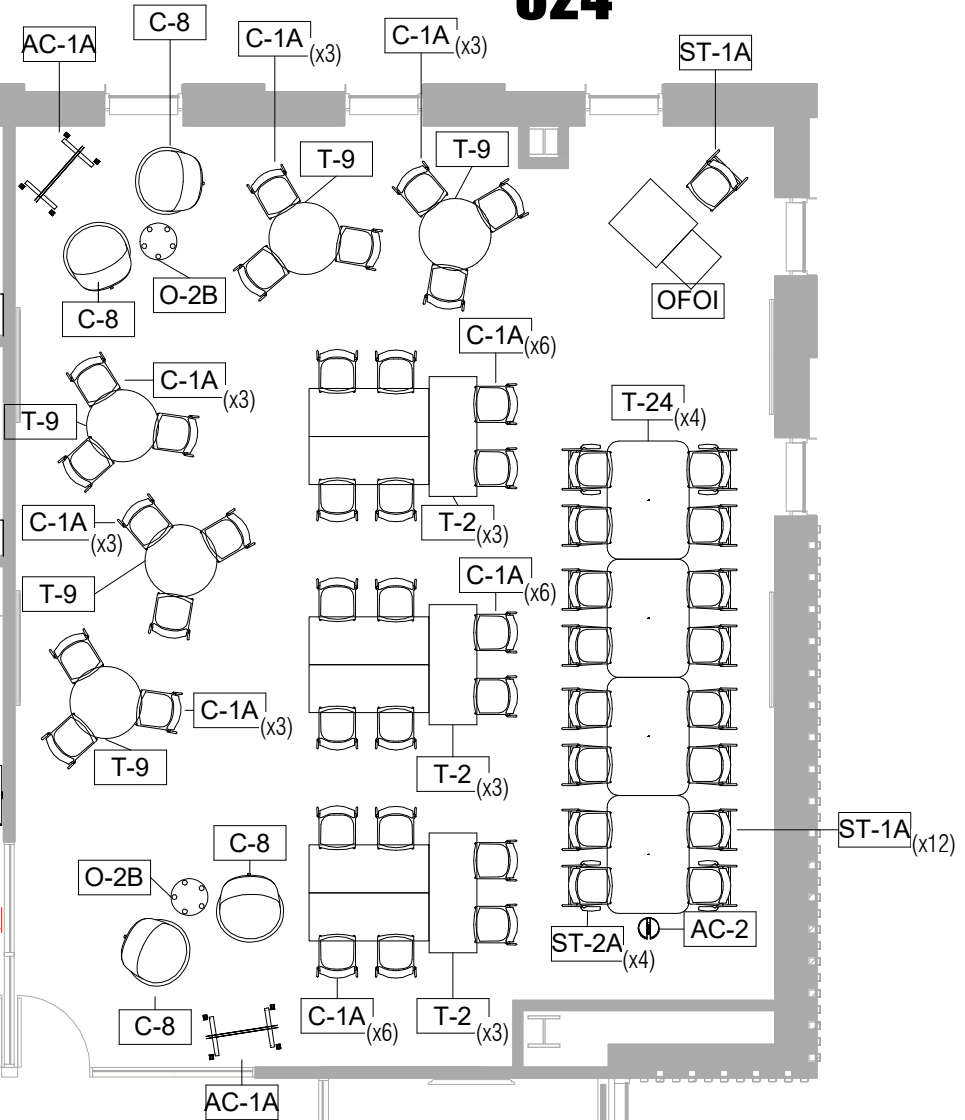 624
C-8
AC-1A
C-1A (x3)
C-1A (x3)
ST-1A
T-9
T-9
O-2B
C-8
OFOI
C-1A (x6)
C-1A (x3)
T-9
T-24 (x4)
C-1A (x3)
T-2 (x3)
C-1A (x6)
T-9
C-1A (x3)
T-9
T-2 (x3)
ST-1A (x12)
C-8
O-2B
ST-2A (x4)
AC-2
C-8
C-1A (x6)
T-2 (x3)
AC-1A